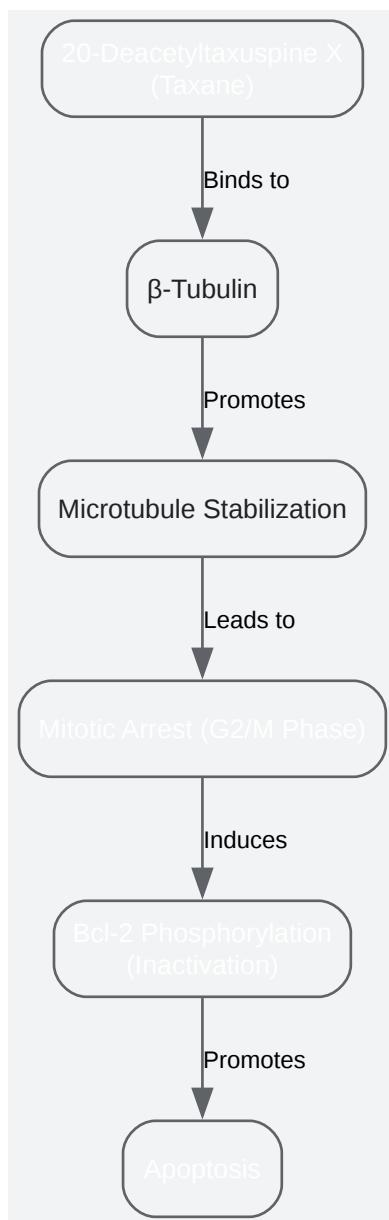 20-Deacetyltaxuspine X
(Taxane)
Binds to
β-Tubulin
Promotes
Microtubule Stabilization
Leads to
Mitotic Arrest (G2/M Phase)
Induces
Bcl-2 Phosphorylation
(Inactivation)
Promotes
Apoptosis